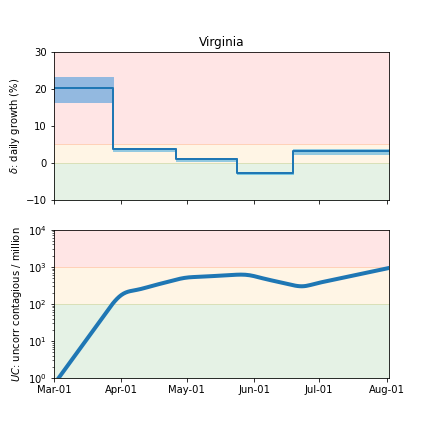 Virginia
30
20
10
0
−10
δ: daily growth (%)
10⁴
10³
10²
10¹
10⁰
UC: uncorr contagious / million
Mar-01 Apr-01 May-01 Jun-01 Jul-01 Aug-01